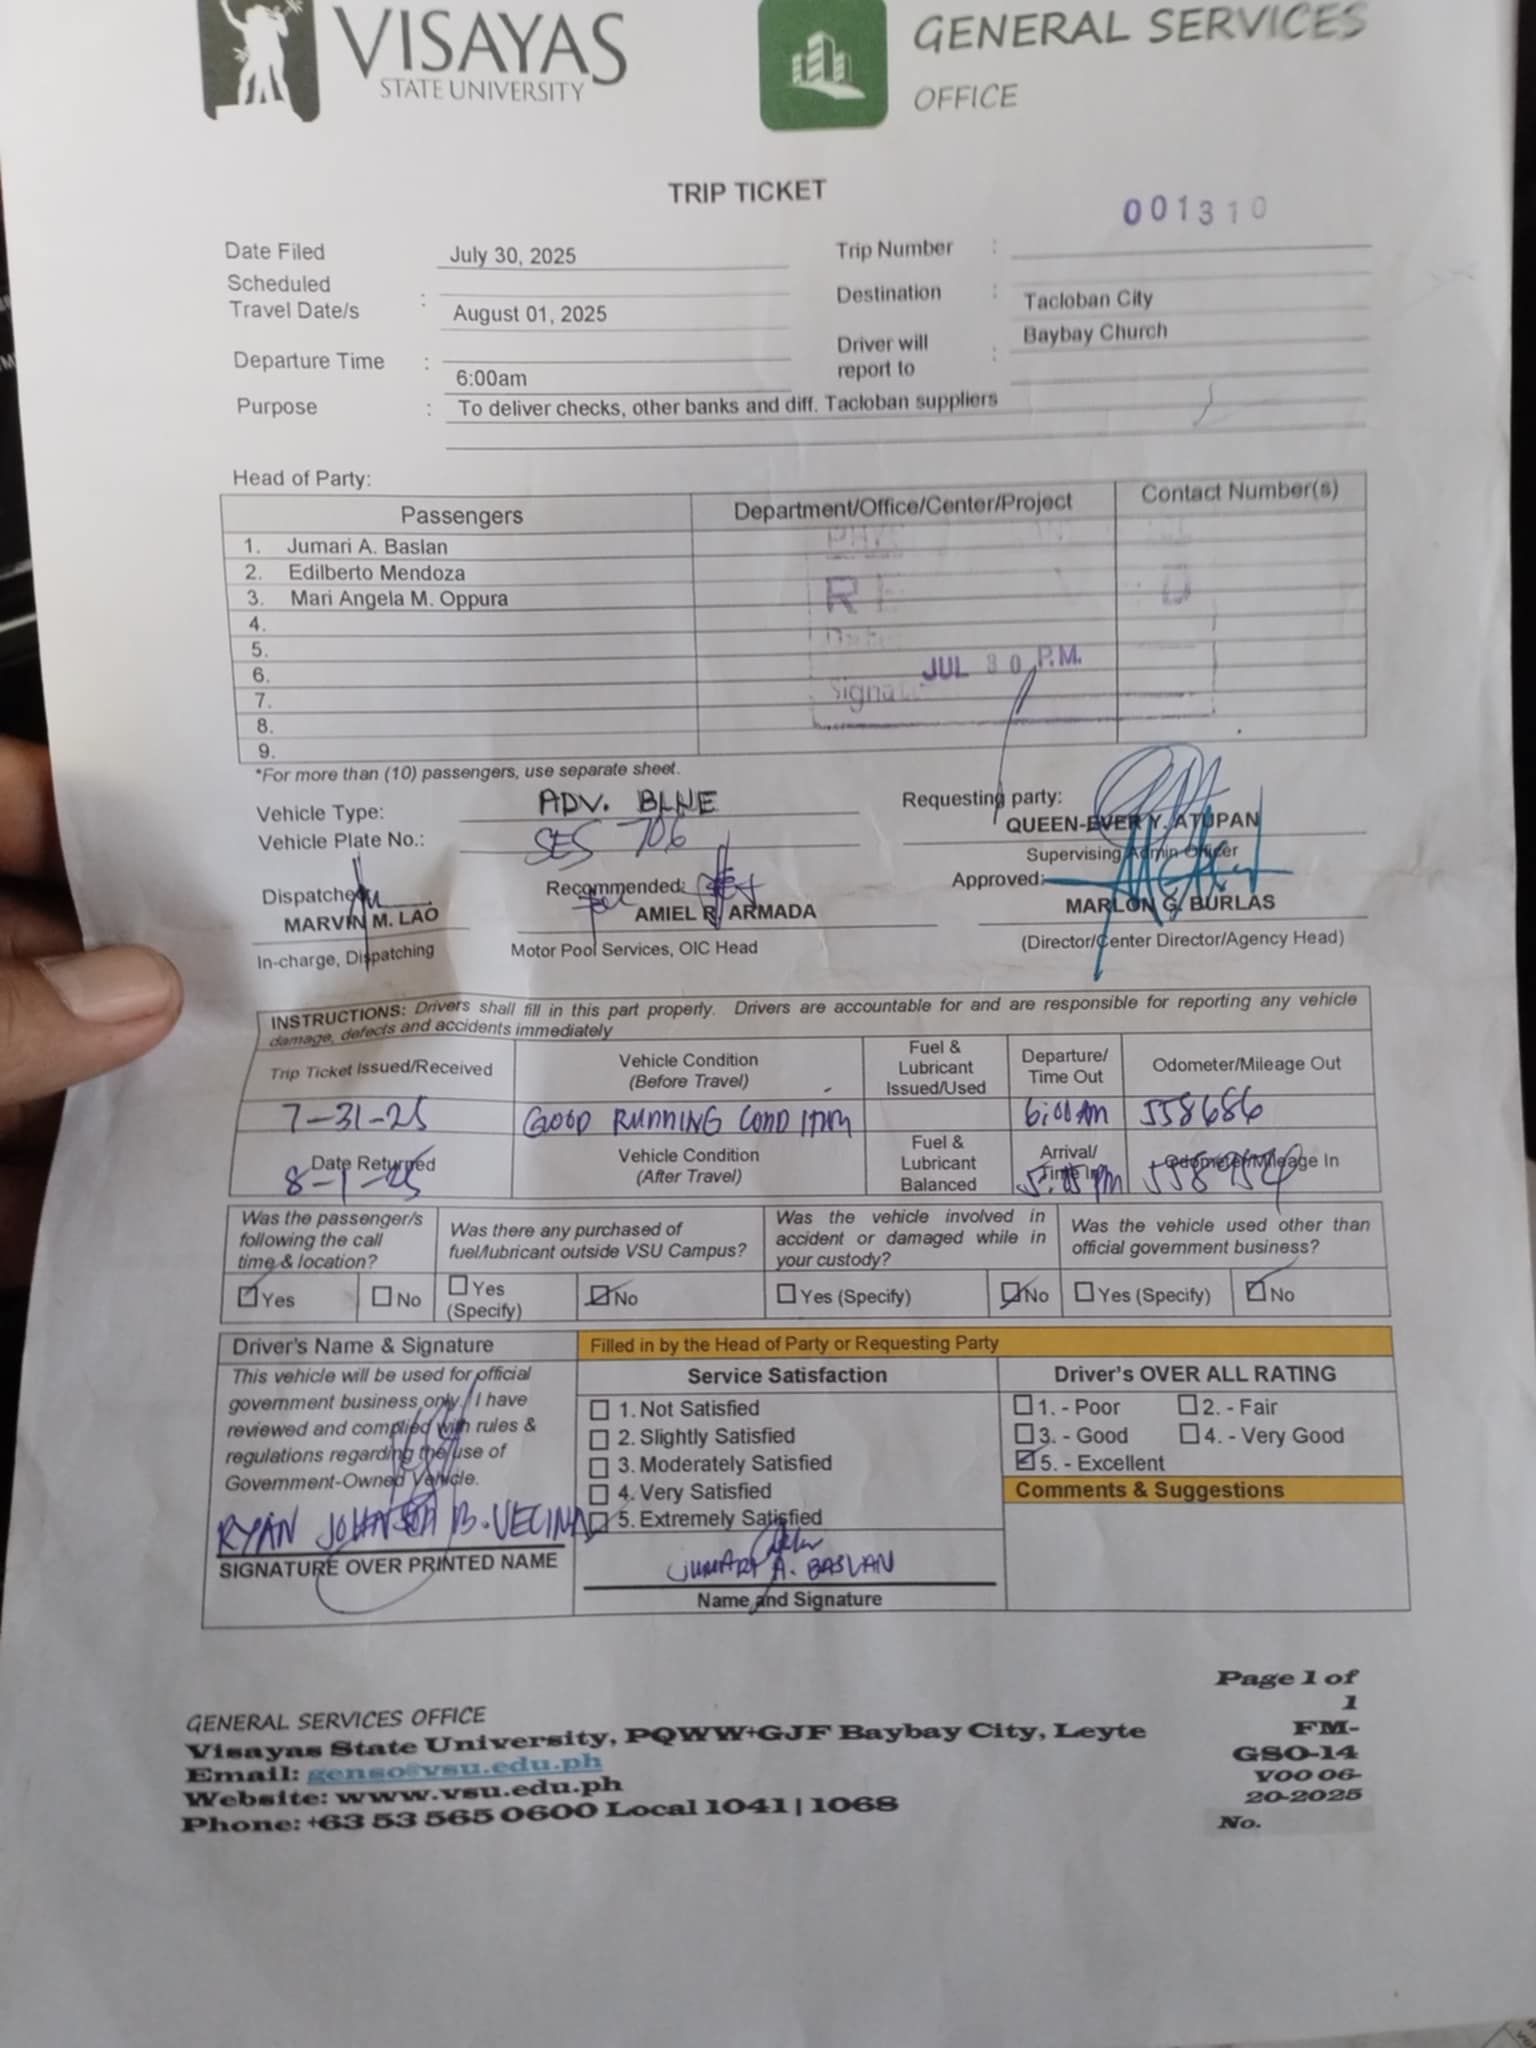 VISAYAS
STATE UNIVERSITY
GENERAL SERVICES
OFFICE
TRIP TICKET
001310
Date Filed July 30, 2025
Trip Number :
Scheduled
Travel Date/s : August 01, 2025
Destination : Tacloban City
Departure Time : 6:00am
Driver will
report to : Baybay Church
Purpose : To deliver checks, other banks and diff. Tacloban suppliers
Head of Party:
Passengers Department/Office/Center/Project Contact Number(s)
1. Jumari A. Baslan
2. Edilberto Mendoza
3. Mari Angela M. Oppura
4.
5.
6.
7.
8.
9.
JUL 30 P.M.
*For more than (10) passengers, use separate sheet.
Vehicle Type: ADV. BLUE
Vehicle Plate No.: SES 706
Requesting party:
QUEEN-EVER Y. ATUPAN
Supervising Admin Officer
Dispatcher
MARVIN M. LAO
In-charge, Dispatching
Recommended:
AMIEL R. ARMADA
Motor Pool Services, OIC Head
Approved:
MARLON G. BURLAS
(Director/Center Director/Agency Head)
INSTRUCTIONS: Drivers shall fill in this part properly. Drivers are accountable for and are responsible for reporting any vehicle
damage, defects and accidents immediately
Trip Ticket Issued/Received
Vehicle Condition
(Before Travel)
Fuel &
Lubricant
Issued/Used
Departure/
Time Out
Odometer/Mileage Out
7-31-25 GOOD RUNNING CONDITION 6:00 Am 558686
Date Returned
8-1-25
Vehicle Condition
(After Travel)
Fuel &
Lubricant
Balanced
Arrival/
Time In
Odometer/Mileage In
Was the passenger/s
following the call
time & location?
Was there any purchased of
fuel/lubricant outside VSU Campus?
Was the vehicle involved in
accident or damaged while in
your custody?
Was the vehicle used other than
official government business?
Yes No
Yes
(Specify)
No
Yes (Specify) No
Yes (Specify) No
Driver's Name & Signature
Filled in by the Head of Party or Requesting Party
This vehicle will be used for official
government business only. I have
reviewed and complied with rules &
regulations regarding the use of
Government-Owned Vehicle.
RYAN JOHNSON B. VECINA
SIGNATURE OVER PRINTED NAME
Service Satisfaction
1. Not Satisfied
2. Slightly Satisfied
3. Moderately Satisfied
4. Very Satisfied
5. Extremely Satisfied
JUMARI A. BASLAN
Name and Signature
Driver's OVER ALL RATING
1. - Poor 2. - Fair
3. - Good 4. - Very Good
5. - Excellent
Comments & Suggestions
GENERAL SERVICES OFFICE
Visayas State University, PQWW+GJF Baybay City, Leyte
Email: genso@vsu.edu.ph
Website: www.vsu.edu.ph
Phone: +63 53 565 0600 Local 1041 | 1068
Page 1 of
1
FM-
GSO-14
V00 06-
20-2025
No.